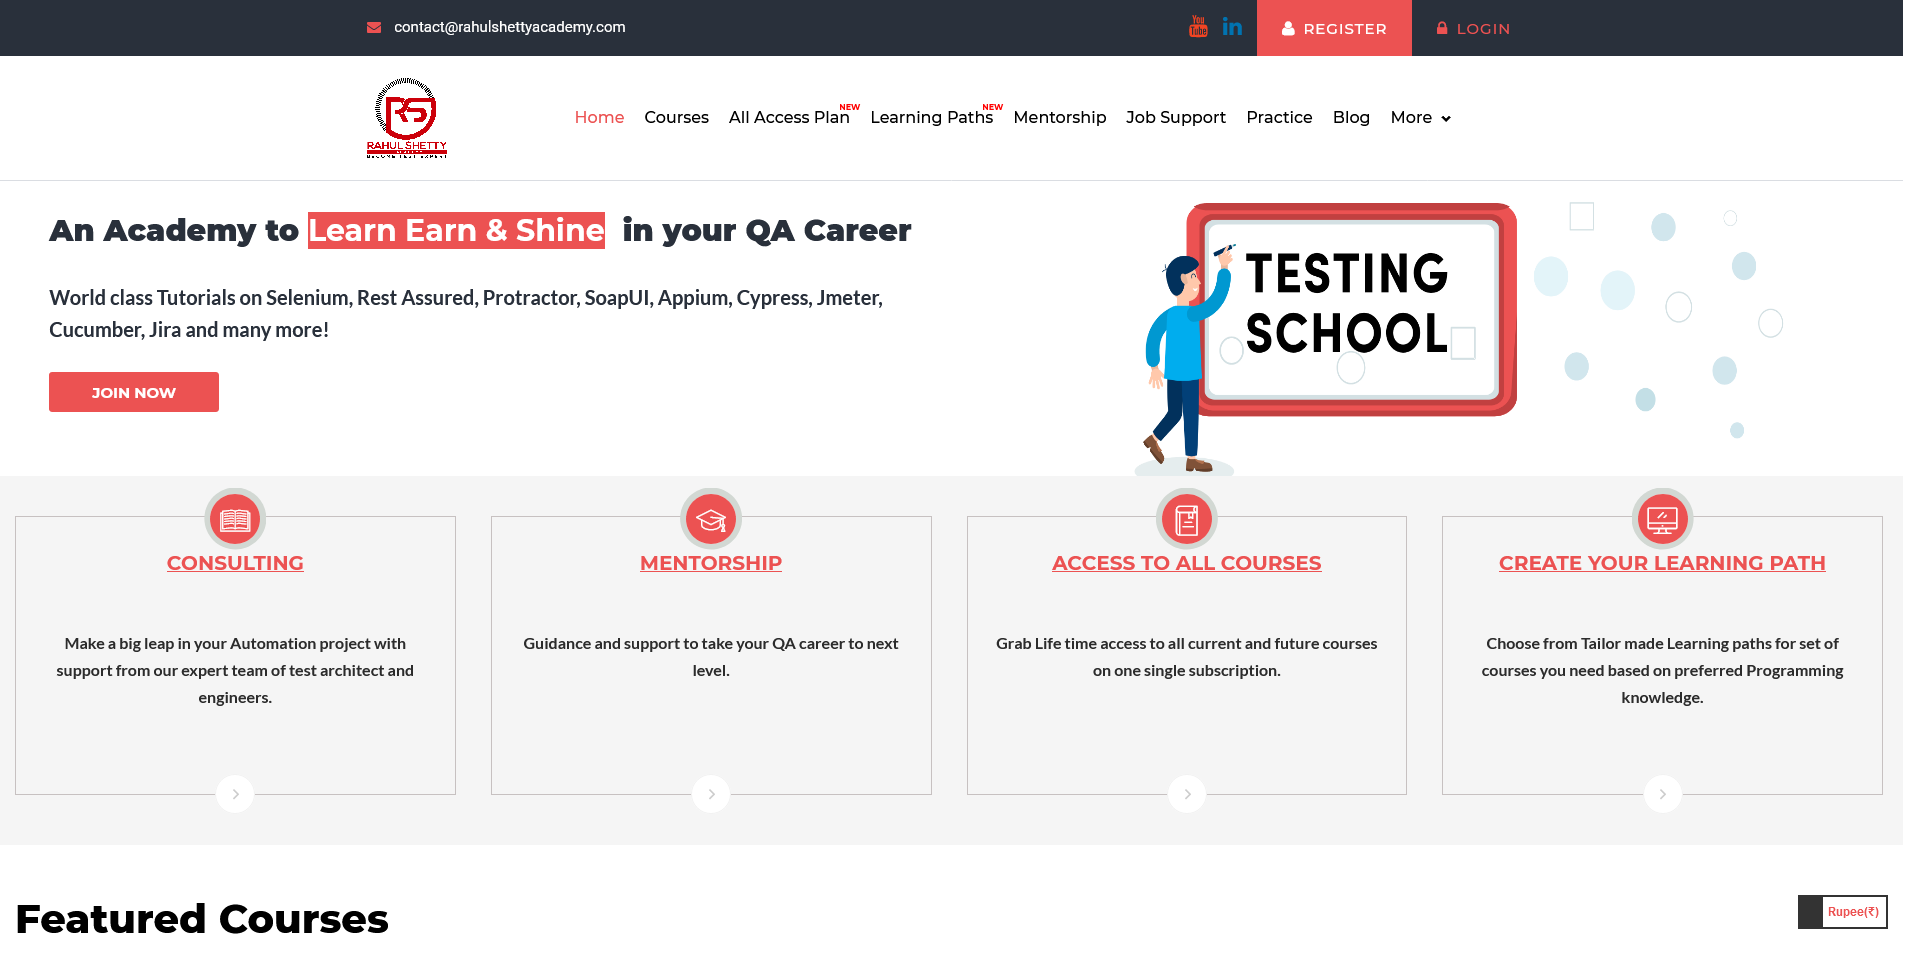 contact@rahulshettyacademy.com
You
Tube
in
REGISTER
LOGIN
RS
RAHUL SHETTY
Home
Courses
All Access Plan
NEW
Learning Paths
NEW
Mentorship
Job Support
Practice
Blog
More
An Academy to Learn Earn & Shine in your QA Career
World class Tutorials on Selenium, Rest Assured, Protractor, SoapUI, Appium, Cypress, Jmeter,
Cucumber, Jira and many more!
JOIN NOW
TESTING
SCHOOL
CONSULTING
Make a big leap in your Automation project with
support from our expert team of test architect and
engineers.
MENTORSHIP
Guidance and support to take your QA career to next
level.
ACCESS TO ALL COURSES
Grab Life time access to all current and future courses
on one single subscription.
CREATE YOUR LEARNING PATH
Choose from Tailor made Learning paths for set of
courses you need based on preferred Programming
knowledge.
Featured Courses
Rupee(₹)